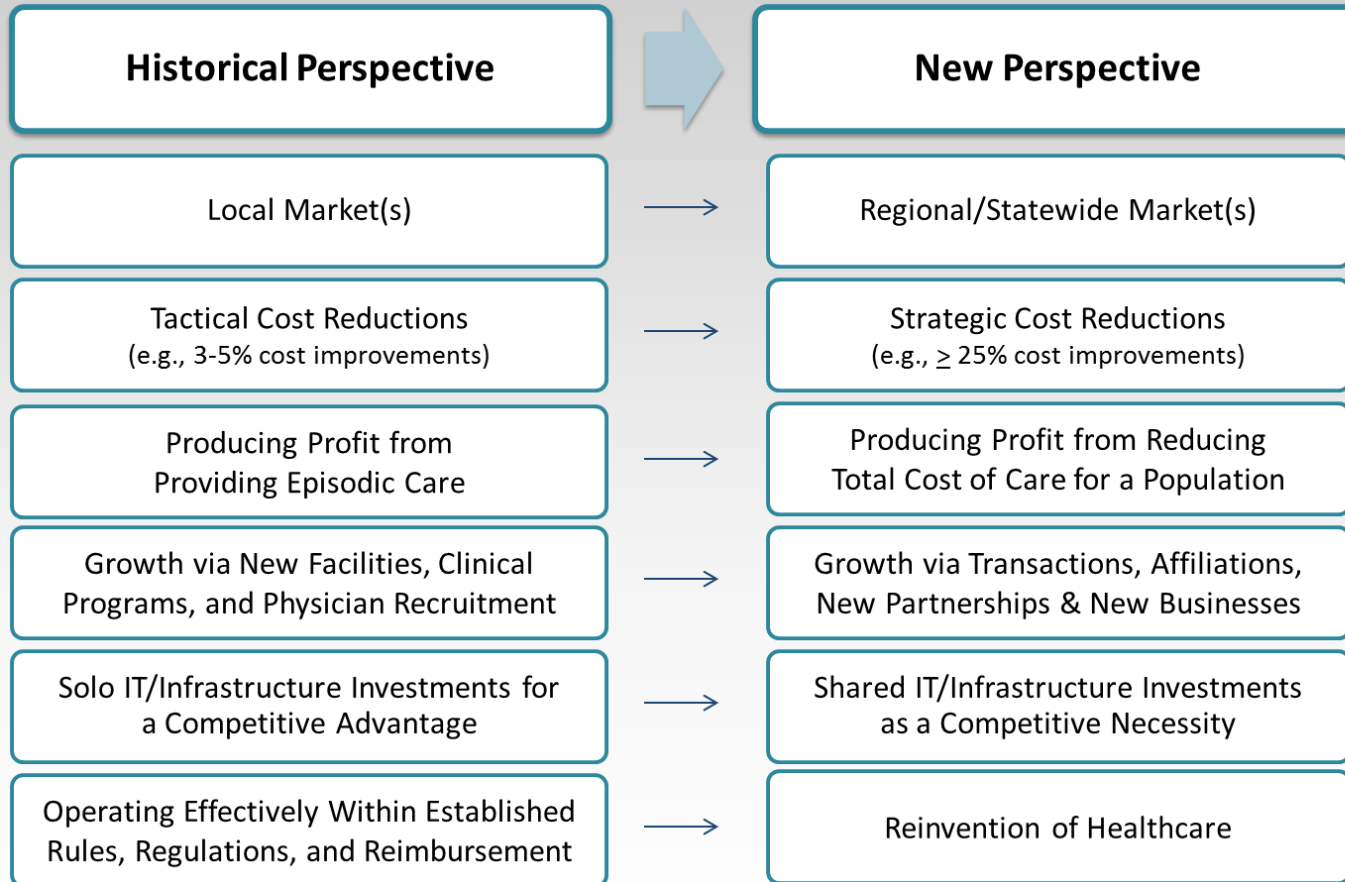 Historical Perspective
New Perspective
Local Market(s)
Regional/Statewide Market(s)
Tactical Cost Reductions
(e.g., 3-5% cost improvements)
Strategic Cost Reductions
(e.g., ≥ 25% cost improvements)
Producing Profit from
Providing Episodic Care
Producing Profit from Reducing
Total Cost of Care for a Population
Growth via New Facilities, Clinical
Programs, and Physician Recruitment
Growth via Transactions, Affiliations,
New Partnerships & New Businesses
Solo IT/Infrastructure Investments for
a Competitive Advantage
Shared IT/Infrastructure Investments
as a Competitive Necessity
Operating Effectively Within Established
Rules, Regulations, and Reimbursement
Reinvention of Healthcare